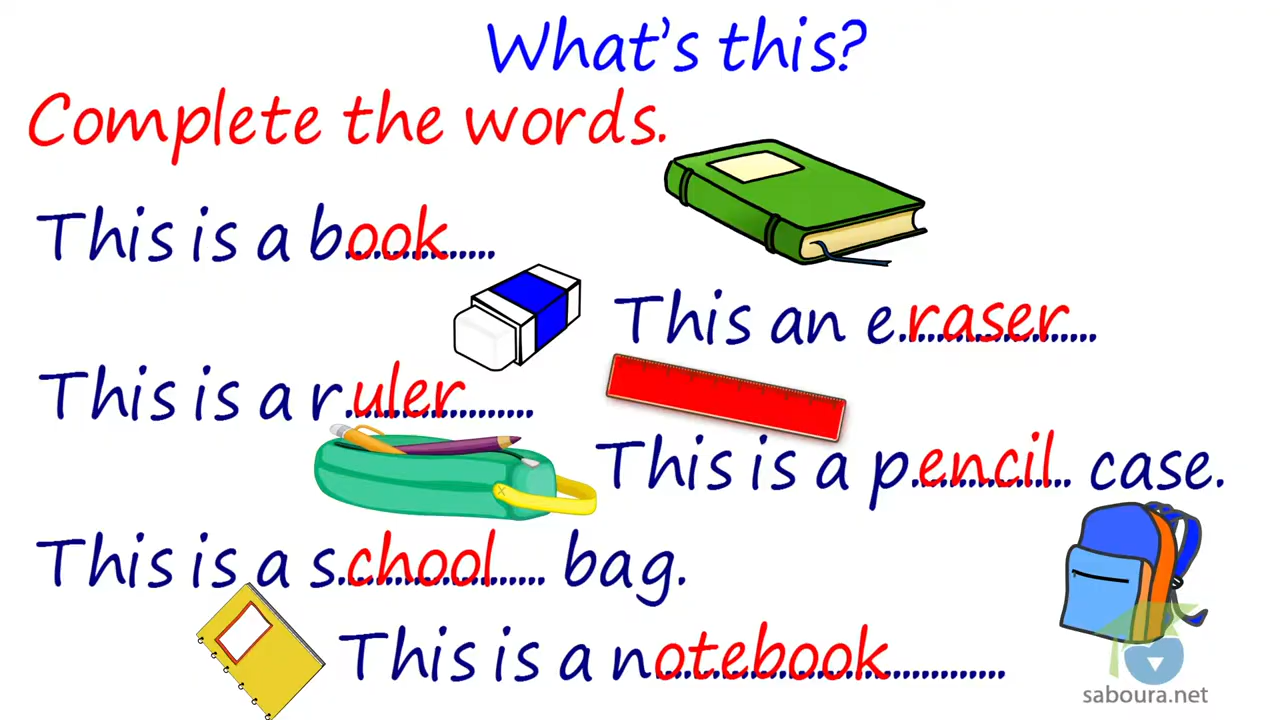 What's this?
Complete the words.
This is a book.....
This an eraser...
This is a ruler.......
This is a pencil.. case.
This is a school..... bag.
This is a notebook............
saboura.net